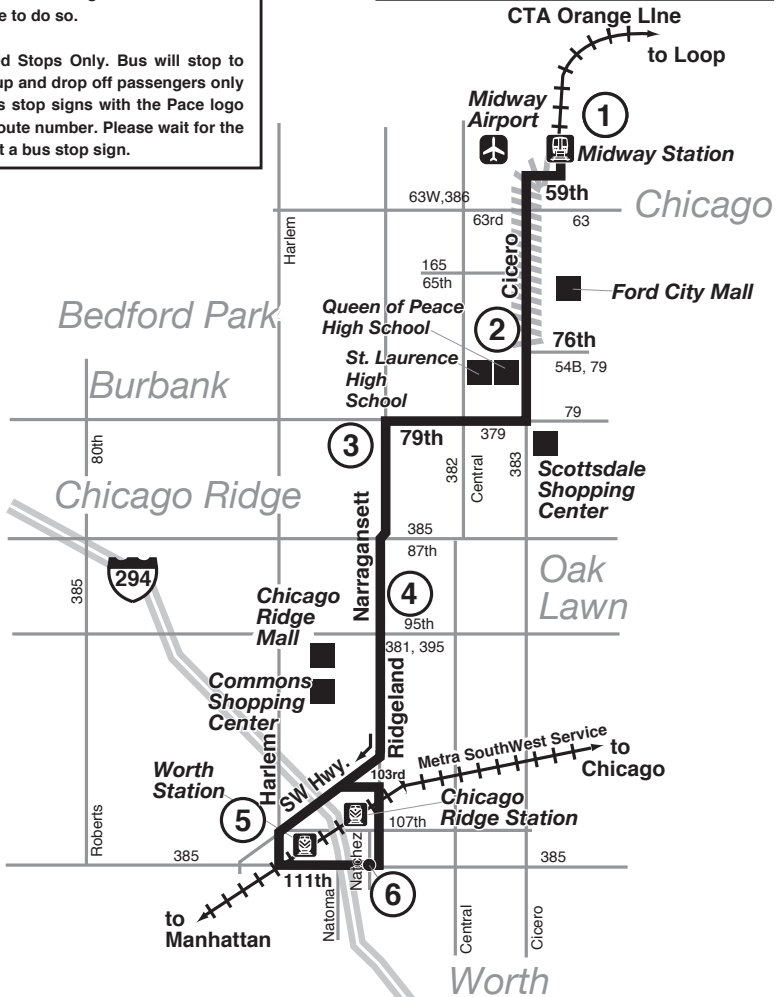 e to do so.
d Stops Only. Bus will stop to
up and drop off passengers only
s stop signs with the Pace logo
oute number. Please wait for the
t a bus stop sign.
CTA Orange LIne
to Loop
Midway
Airport
1
Midway Station
59th
63W,386
63rd
63
Chicago
Harlem
165
65th
Cicero
Ford City Mall
Bedford Park
Queen of Peace
High School
2
76th
54B, 79
St. Laurence
High
School
Burbank
79
80th
3
79th
379
382
Central
383
Scottsdale
Shopping
Center
Chicago Ridge
Narragansett
385
87th
294
385
Oak
Lawn
Chicago
Ridge
Mall
4
95th
381, 395
Commons
Shopping
Center
Ridgeland
Harlem
SW Hwy.
Metra SouthWest Service
to
Chicago
103rd
Worth
Station
Chicago
Ridge Station
5
107th
Roberts
385
Natchez
385
111th
6
Natoma
to
Manhattan
Central
Cicero
Worth